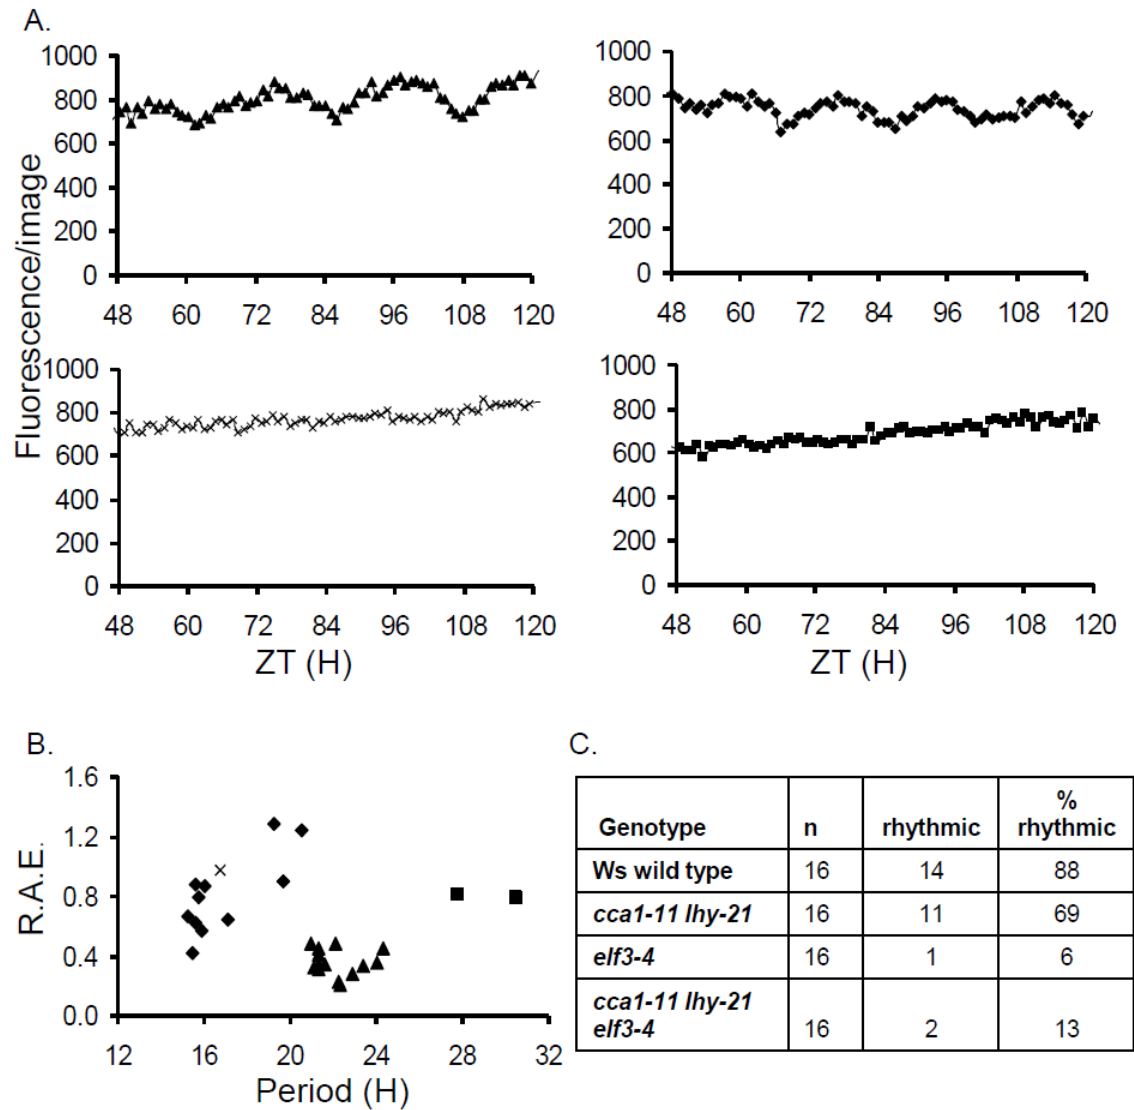 A.
Fluorescence/image
1000
800
600
400
200
0
48 60 72 84 96 108 120
1000
800
600
400
200
0
48 60 72 84 96 108 120
1000
800
600
400
200
0
48 60 72 84 96 108 120
ZT (H)
1000
800
600
400
200
0
48 60 72 84 96 108 120
ZT (H)
B.
R.A.E.
1.6
1.2
0.8
0.4
0.0
12 16 20 24 28 32
Period (H)
C.
Genotype n rhythmic % rhythmic
Ws wild type 16 14 88
cca1-11 lhy-21 16 11 69
elf3-4 16 1 6
cca1-11 lhy-21
elf3-4 16 2 13